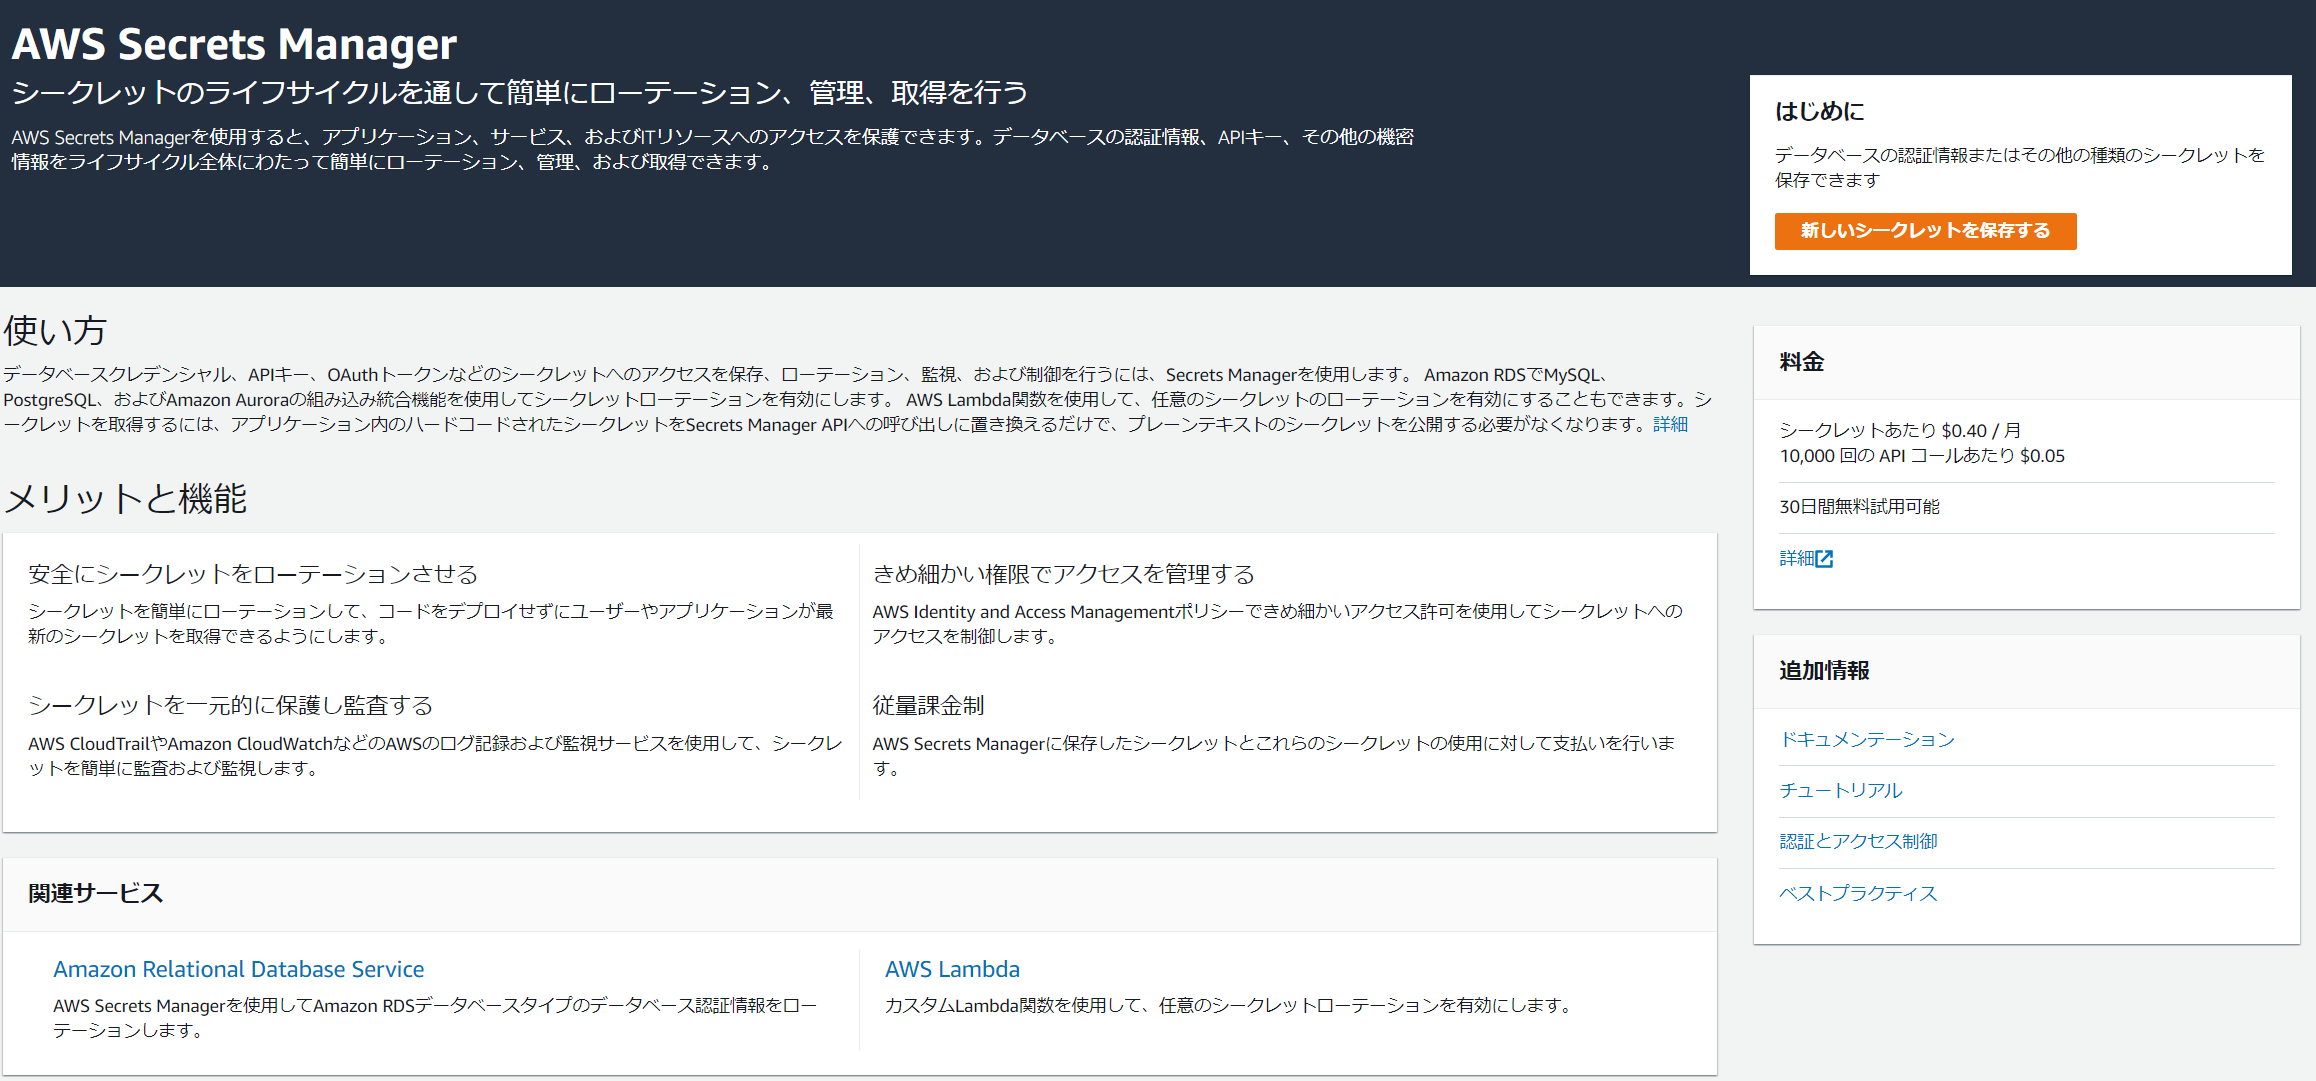 AWS Secrets Manager
シークレットのライフサイクルを通して簡単にローテーション、管理、取得を行う
AWS Secrets Managerを使用すると、アプリケーション、サービス、およびITリソースへのアクセスを保護できます。データベースの認証情報、APIキー、その他の機密
情報をライフサイクル全体にわたって簡単にローテーション、管理、および取得できます。
はじめに
データベースの認証情報またはその他の種類のシークレットを
保存できます
新しいシークレットを保存する
使い方
データベースクレデンシャル、APIキー、OAuthトークンなどのシークレットへのアクセスを保存、ローテーション、監視、および制御を行うには、Secrets Managerを使用します。 Amazon RDSでMySQL、
PostgreSQL、およびAmazon Auroraの組み込み統合機能を使用してシークレットローテーションを有効にします。 AWS Lambda関数を使用して、任意のシークレットのローテーションを有効にすることもできます。シ
ークレットを取得するには、アプリケーション内のハードコードされたシークレットをSecrets Manager APIへの呼び出しに置き換えるだけで、プレーンテキストのシークレットを公開する必要がなくなります。詳細
メリットと機能
安全にシークレットをローテーションさせる
シークレットを簡単にローテーションして、コードをデプロイせずにユーザーやアプリケーションが最
新のシークレットを取得できるようにします。
きめ細かい権限でアクセスを管理する
AWS Identity and Access Managementポリシーできめ細かいアクセス許可を使用してシークレットへの
アクセスを制御します。
シークレットを一元的に保護し監査する
AWS CloudTrailやAmazon CloudWatchなどのAWSのログ記録および監視サービスを使用して、シークレ
ットを簡単に監査および監視します。
従量課金制
AWS Secrets Managerに保存したシークレットとこれらのシークレットの使用に対して支払いを行いま
す。
関連サービス
Amazon Relational Database Service
AWS Secrets Managerを使用してAmazon RDSデータベースタイプのデータベース認証情報をロー
テーションします。
AWS Lambda
カスタムLambda関数を使用して、任意のシークレットローテーションを有効にします。
料金
シークレットあたり $0.40 / 月
10,000 回の API コールあたり $0.05
30日間無料試用可能
詳細
追加情報
ドキュメンテーション
チュートリアル
認証とアクセス制御
ベストプラクティス